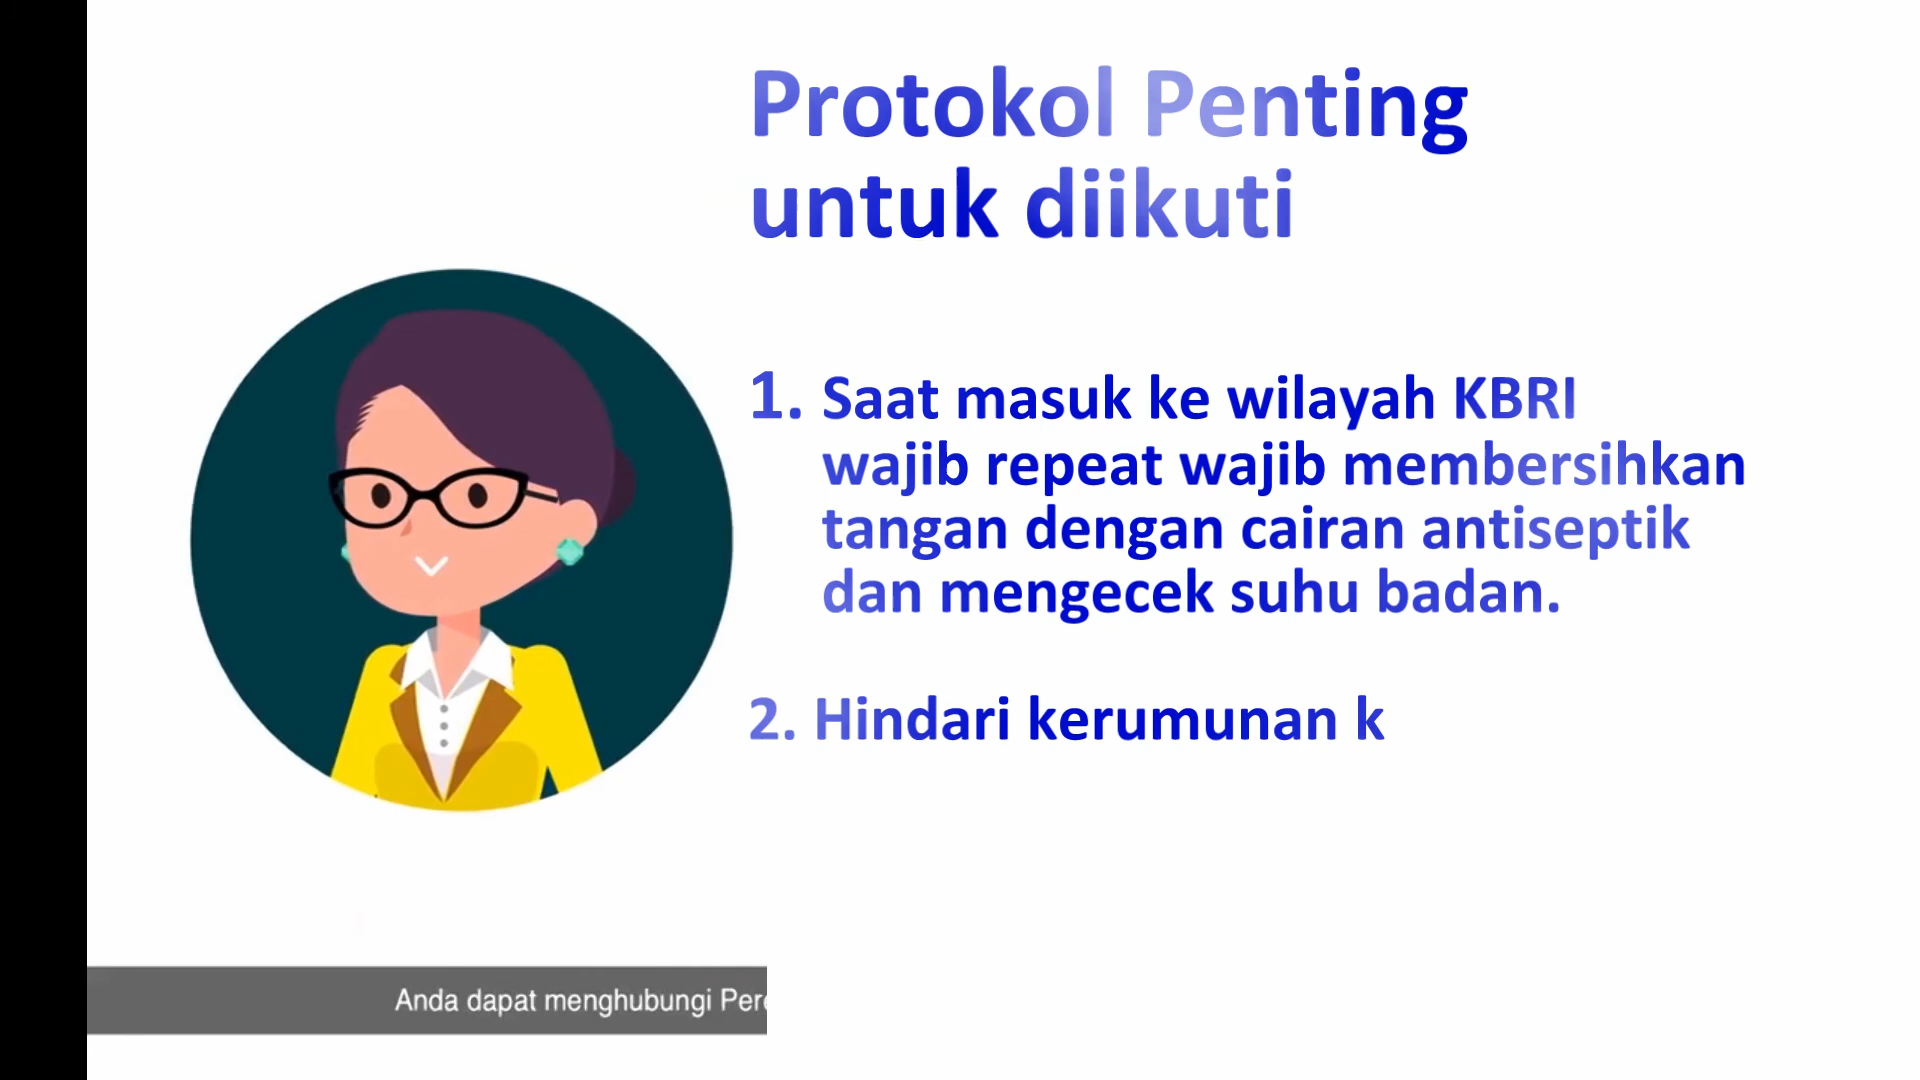 Protokol Penting
untuk diikuti
1. Saat masuk ke wilayah KBRI
wajib repeat wajib membersihkan
tangan dengan cairan antiseptik
dan mengecek suhu badan.
2. Hindari kerumunan k
Anda dapat menghubungi Pere